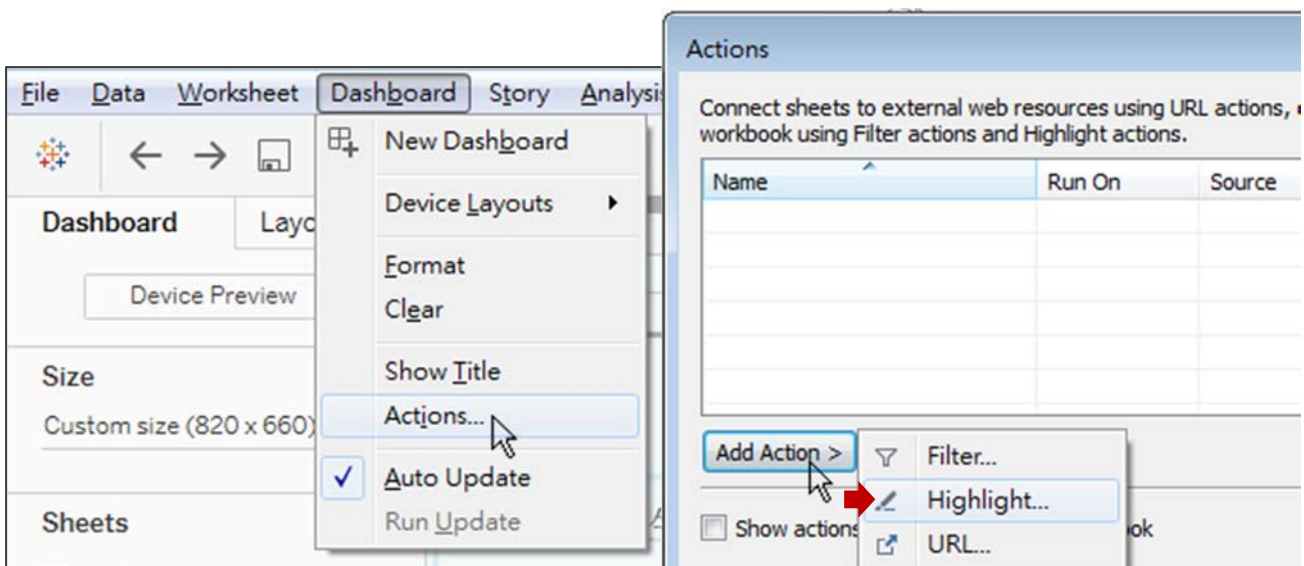 File Data Worksheet Dashboard Story Analysis
New Dashboard
Device Layouts
Format
Clear
Show Title
Actions...
Auto Update
Run Update
Dashboard
Device Preview
Size
Custom size (820 x 660)
Sheets
Actions
Connect sheets to external web resources using URL actions,
workbook using Filter actions and Highlight actions.
Name Run On Source
Add Action >
Filter...
Highlight...
URL...
Show actions